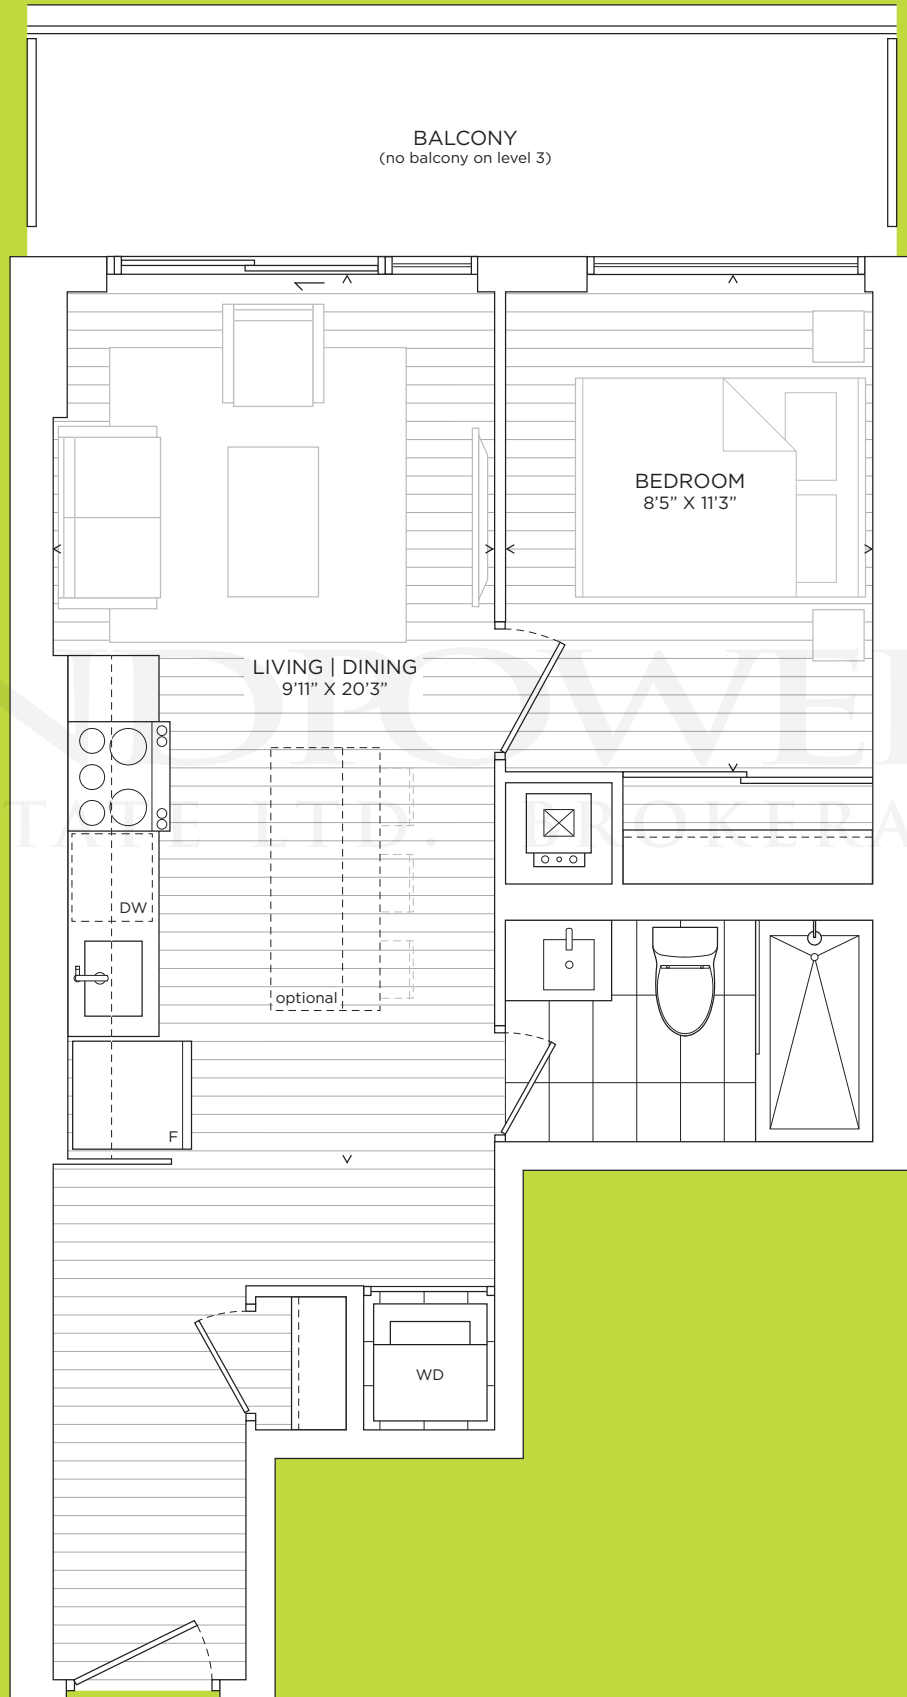 BALCONY
(no balcony on level 3)
BEDROOM
8'5" X 11'3"
LIVING | DINING
9'11" X 20'3"
DW
optional
F
WD